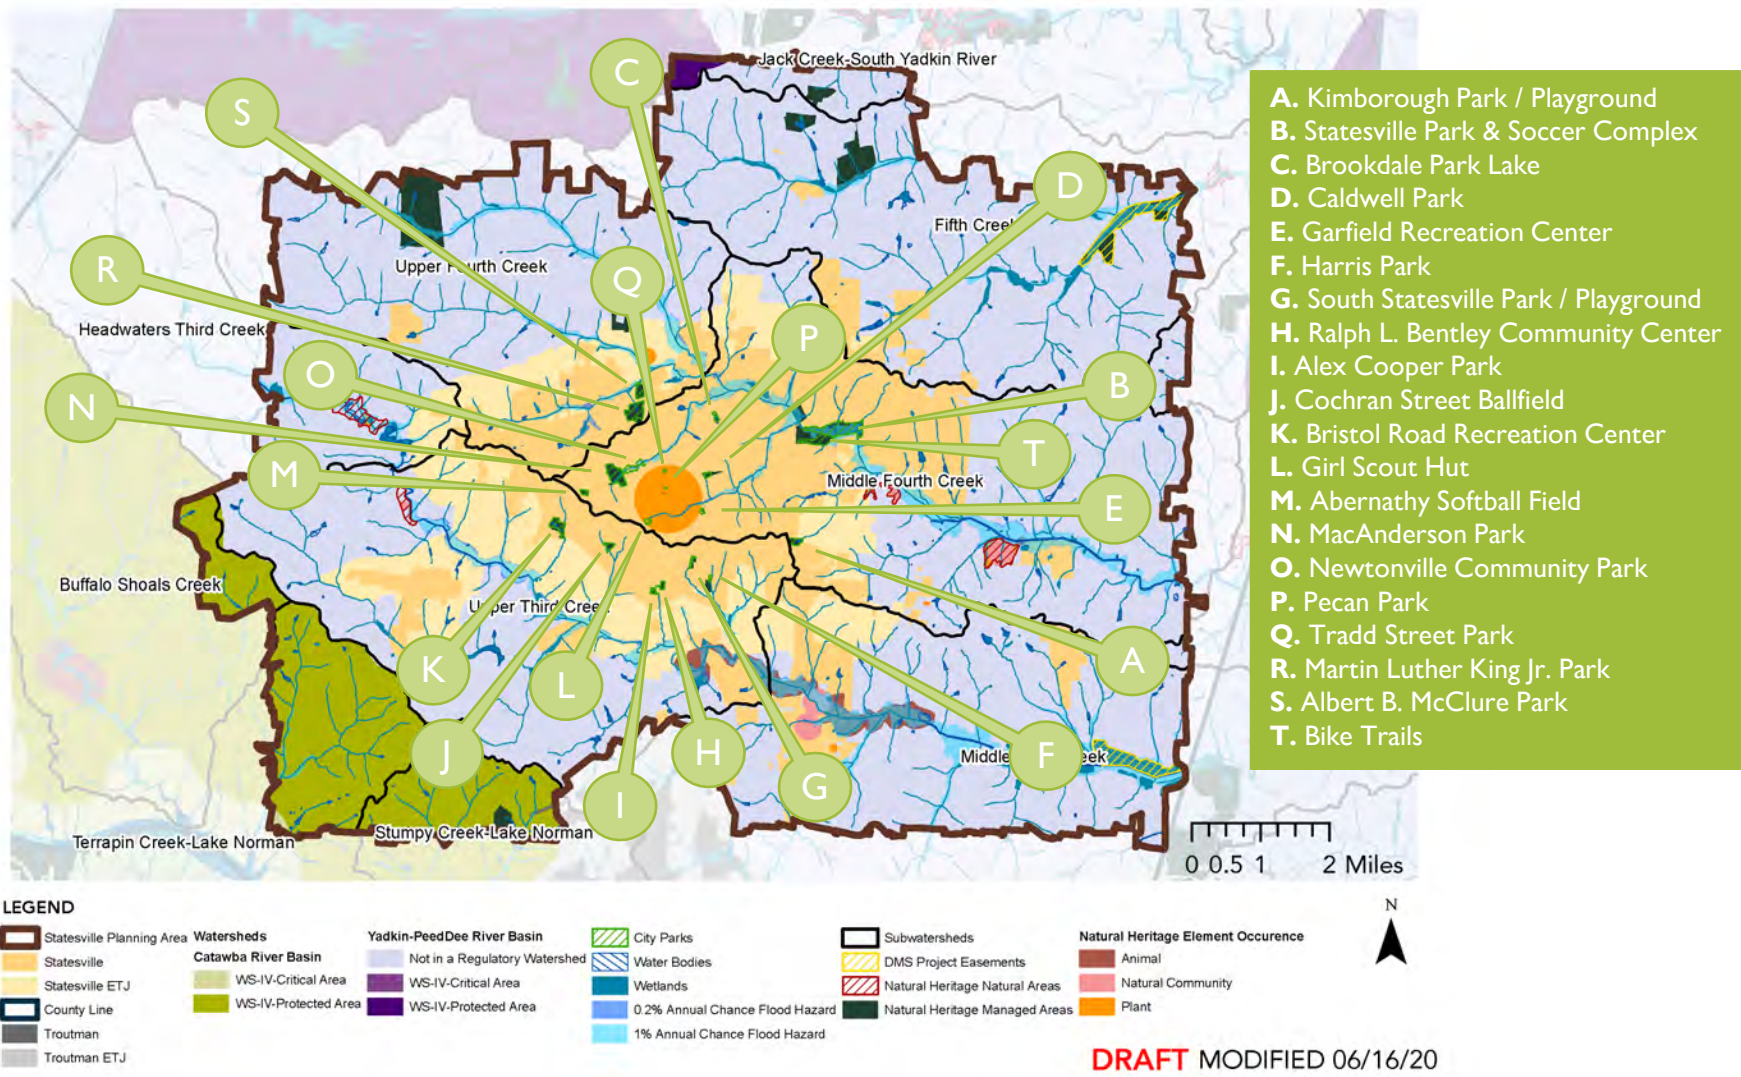 Jack Creek-South Yadkin River
C
S
D
Fifth Cree
R
Upper Fourth Creek
Q
Headwaters Third Creek
P
O
B
N
T
M
Middle Fourth Creek
E
Buffalo Shoals Creek
Upper Third Creek
K
L
A
J
H
F
Middle
eek
G
I
Terrapin Creek-Lake Norman
Stumpy Creek-Lake Norman
0 0.5 1 2 Miles
A. Kimborough Park / Playground
B. Statesville Park & Soccer Complex
C. Brookdale Park Lake
D. Caldwell Park
E. Garfield Recreation Center
F. Harris Park
G. South Statesville Park / Playground
H. Ralph L. Bentley Community Center
I. Alex Cooper Park
J. Cochran Street Ballfield
K. Bristol Road Recreation Center
L. Girl Scout Hut
M. Abernathy Softball Field
N. MacAnderson Park
O. Newtonville Community Park
P. Pecan Park
Q. Tradd Street Park
R. Martin Luther King Jr. Park
S. Albert B. McClure Park
T. Bike Trails
LEGEND
Statesville Planning Area
Statesville
Statesville ETJ
County Line
Troutman
Troutman ETJ
Watersheds
Catawba River Basin
WS-IV-Critical Area
WS-IV-Protected Area
Yadkin-PeedDee River Basin
Not in a Regulatory Watershed
WS-IV-Critical Area
WS-IV-Protected Area
City Parks
Water Bodies
Wetlands
0.2% Annual Chance Flood Hazard
1% Annual Chance Flood Hazard
Subwatersheds
DMS Project Easements
Natural Heritage Natural Areas
Natural Heritage Managed Areas
Natural Heritage Element Occurence
Animal
Natural Community
Plant
N
DRAFT MODIFIED 06/16/20